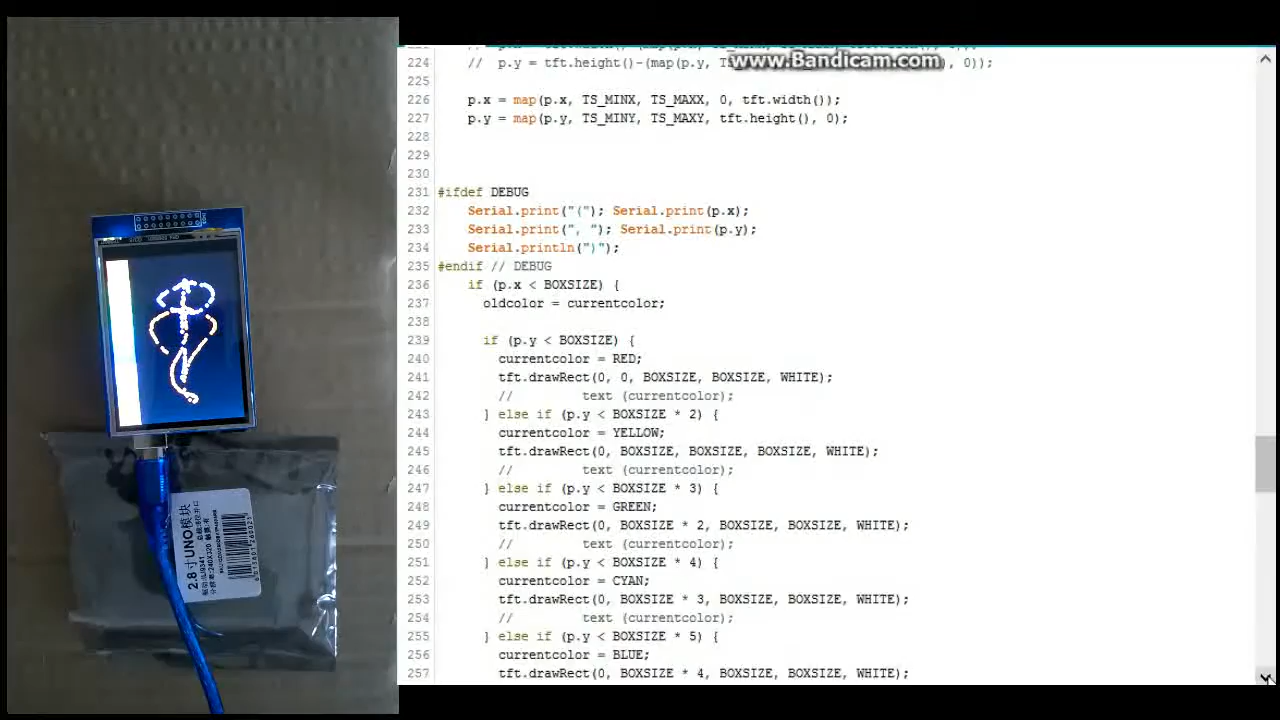 www.Bandicam.com
224 //  p.y = tft.height()-(map(p.y, TS , 0));
225
226 p.x = map(p.x, TS_MINX, TS_MAXX, 0, tft.width());
227 p.y = map(p.y, TS_MINY, TS_MAXY, tft.height(), 0);
228
229
230
231 #ifdef DEBUG
232 Serial.print("("); Serial.print(p.x);
233 Serial.print(", "); Serial.print(p.y);
234 Serial.println(")");
235 #endif // DEBUG
236 if (p.x < BOXSIZE) {
237 oldcolor = currentcolor;
238
239 if (p.y < BOXSIZE) {
240 currentcolor = RED;
241 tft.drawRect(0, 0, BOXSIZE, BOXSIZE, WHITE);
242 // text (currentcolor);
243 } else if (p.y < BOXSIZE * 2) {
244 currentcolor = YELLOW;
245 tft.drawRect(0, BOXSIZE, BOXSIZE, BOXSIZE, WHITE);
246 // text (currentcolor);
247 } else if (p.y < BOXSIZE * 3) {
248 currentcolor = GREEN;
249 tft.drawRect(0, BOXSIZE * 2, BOXSIZE, BOXSIZE, WHITE);
250 // text (currentcolor);
251 } else if (p.y < BOXSIZE * 4) {
252 currentcolor = CYAN;
253 tft.drawRect(0, BOXSIZE * 3, BOXSIZE, BOXSIZE, WHITE);
254 // text (currentcolor);
255 } else if (p.y < BOXSIZE * 5) {
256 currentcolor = BLUE;
257 tft.drawRect(0, BOXSIZE * 4, BOXSIZE, BOXSIZE, WHITE);
2.8寸UNO模块